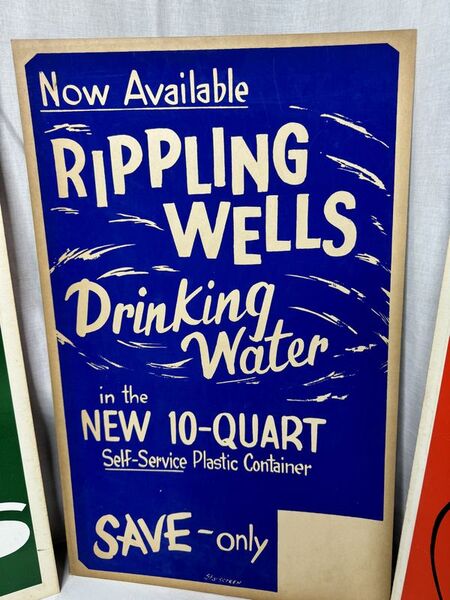 Now Available
RIPPLING
WELLS
Drinking
Water
in the
NEW 10-QUART
Self-Service Plastic Container
SAVE - only